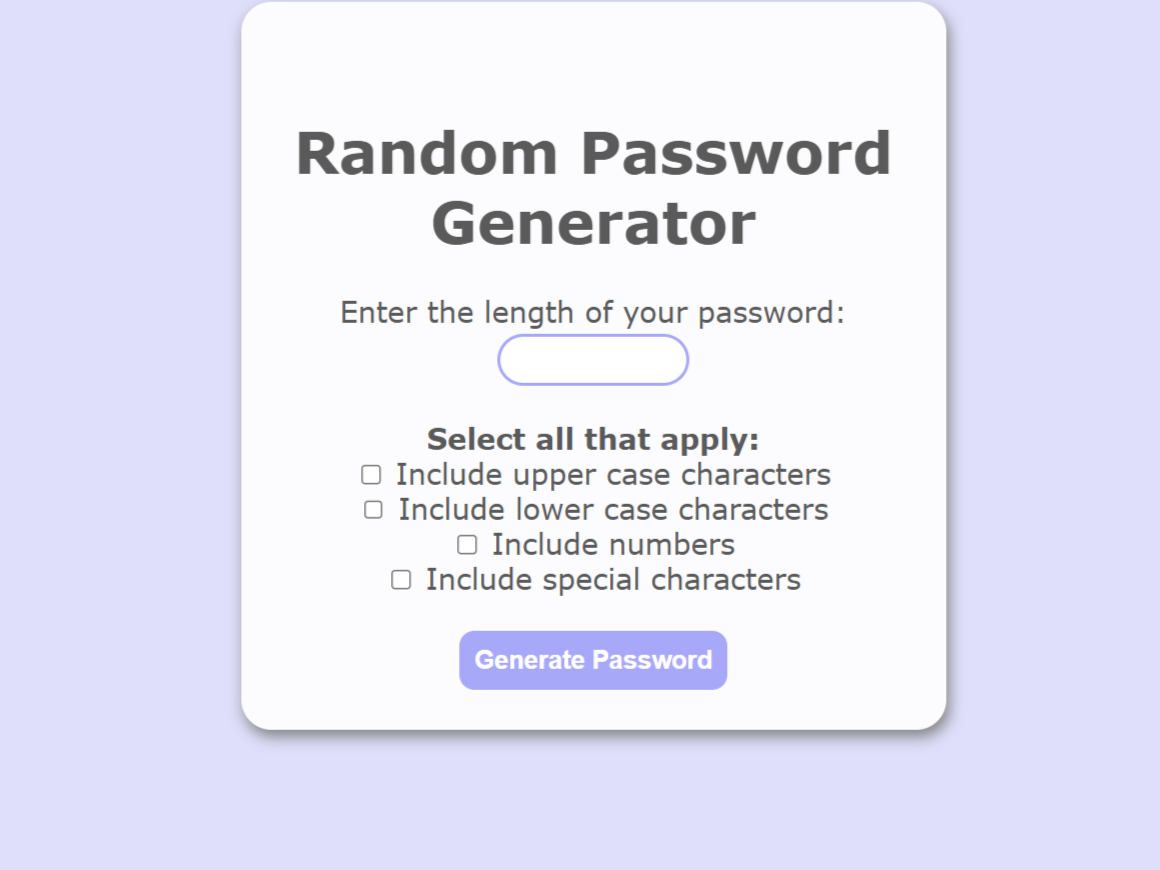 Random Password
Generator
Enter the length of your password:
Select all that apply:
Include upper case characters
Include lower case characters
Include numbers
Include special characters
Generate Password